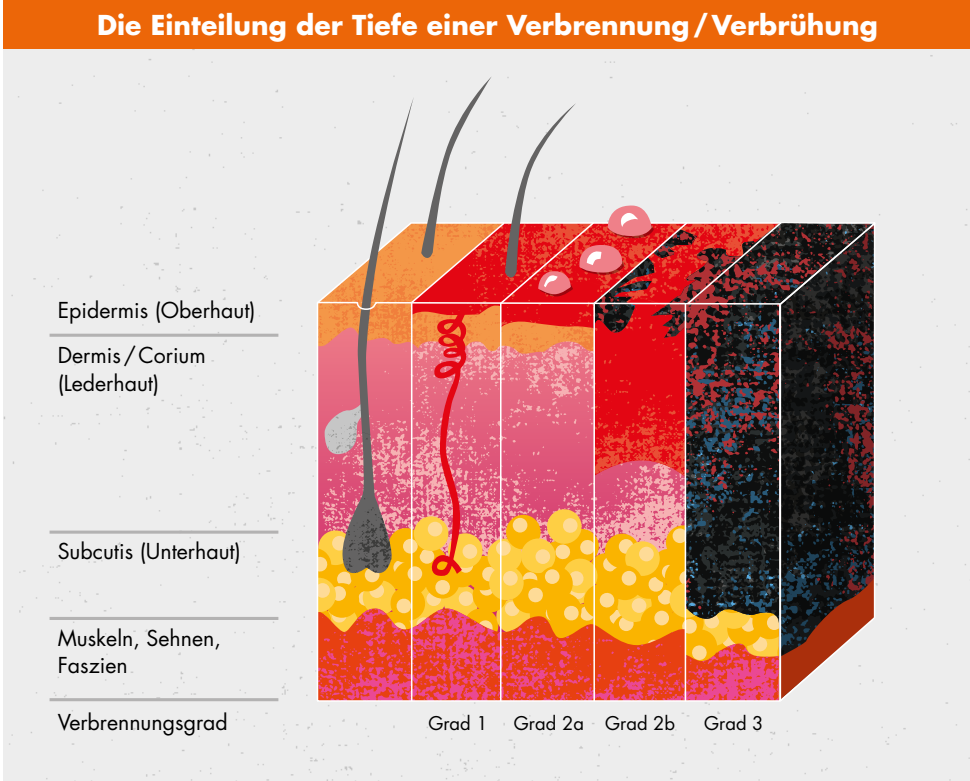 Die Einteilung der Tiefe einer Verbrennung / Verbrühung
Epidermis (Oberhaut)
Dermis / Corium
(Lederhaut)
Subcutis (Unterhaut)
Muskeln, Sehnen,
Faszien
Verbrennungsgrad
Grad 1 Grad 2a Grad 2b Grad 3